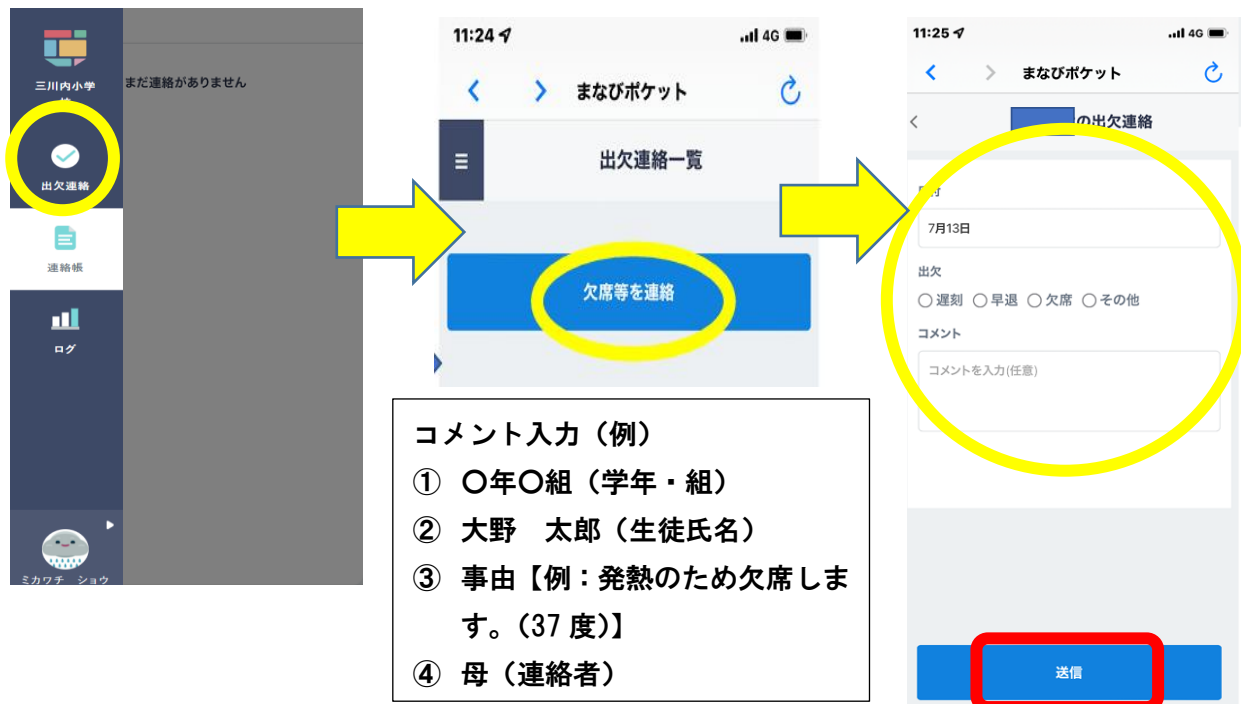 三川内小学
まだ連絡がありません
出欠連絡
連絡帳
ログ
ミカワチ ショウ
11:24
4G
まなびポケット
出欠連絡一覧
欠席等を連絡
コメント入力（例）
① 〇年〇組（学年・組）
② 大野　太郎（生徒氏名）
③ 事由【例：発熱のため欠席しま
す。（37度）】
④ 母（連絡者）
11:25
4G
まなびポケット
の出欠連絡
7月13日
出欠
遅刻 早退 欠席 その他
コメント
コメントを入力(任意)
送信